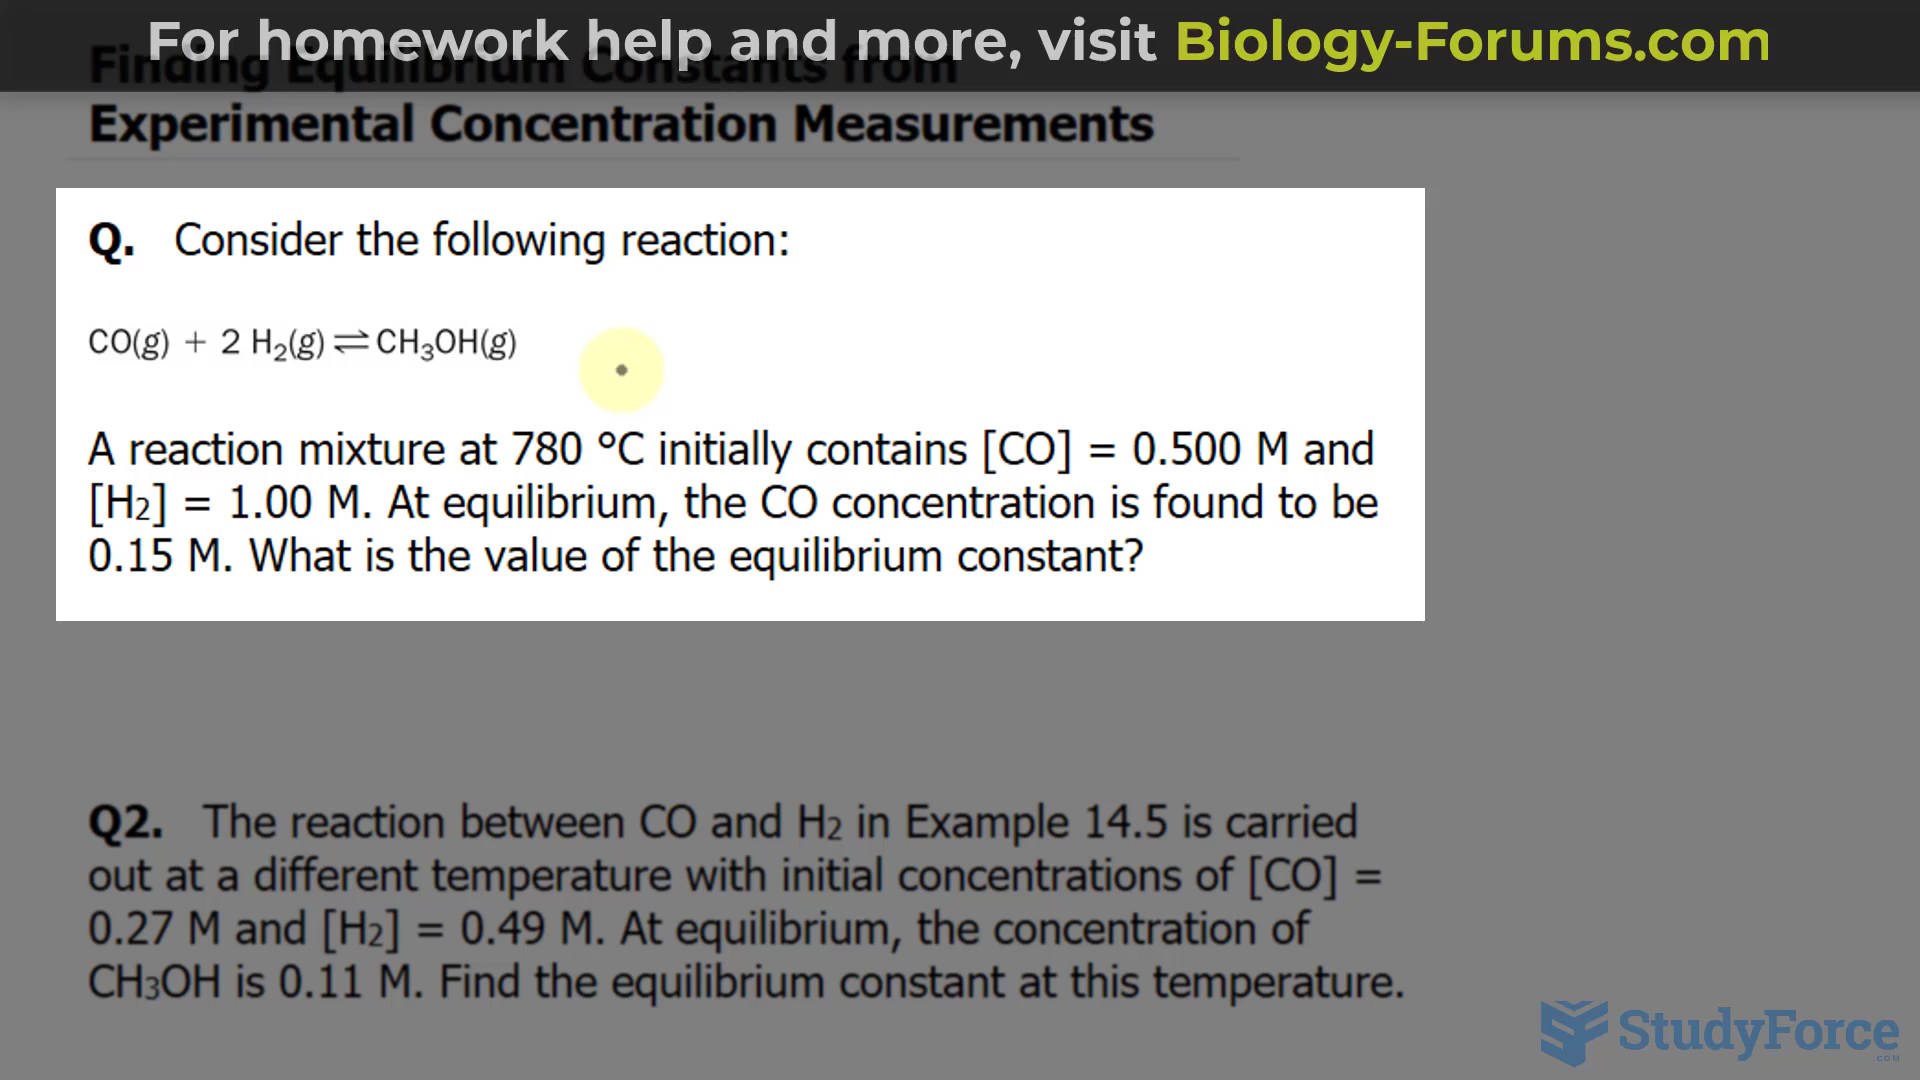 For homework help and more, visit Biology-Forums.com
Finding Equilibrium Constants from
Experimental Concentration Measurements
Q. Consider the following reaction:
CO(g) + 2 H₂(g) ⇌ CH₃OH(g)
A reaction mixture at 780 °C initially contains [CO] = 0.500 M and
[H₂] = 1.00 M. At equilibrium, the CO concentration is found to be
0.15 M. What is the value of the equilibrium constant?
Q2. The reaction between CO and H₂ in Example 14.5 is carried
out at a different temperature with initial concentrations of [CO] =
0.27 M and [H₂] = 0.49 M. At equilibrium, the concentration of
CH₃OH is 0.11 M. Find the equilibrium constant at this temperature.
StudyForce
.COM